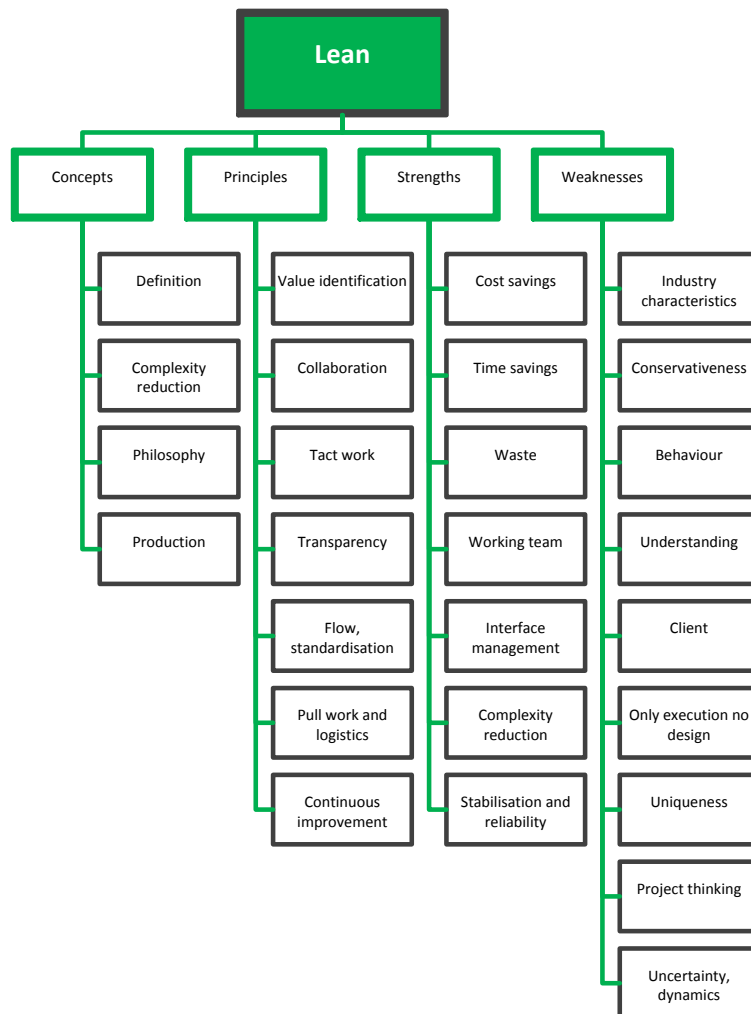 Lean
Concepts
Principles
Strengths
Weaknesses
Definition
Complexity
reduction
Philosophy
Production
Value identification
Collaboration
Tact work
Transparency
Flow,
standardisation
Pull work and
logistics
Continuous
improvement
Cost savings
Time savings
Waste
Working team
Interface
management
Complexity
reduction
Stabilisation and
reliability
Industry
characteristics
Conservativeness
Behaviour
Understanding
Client
Only execution no
design
Uniqueness
Project thinking
Uncertainty,
dynamics